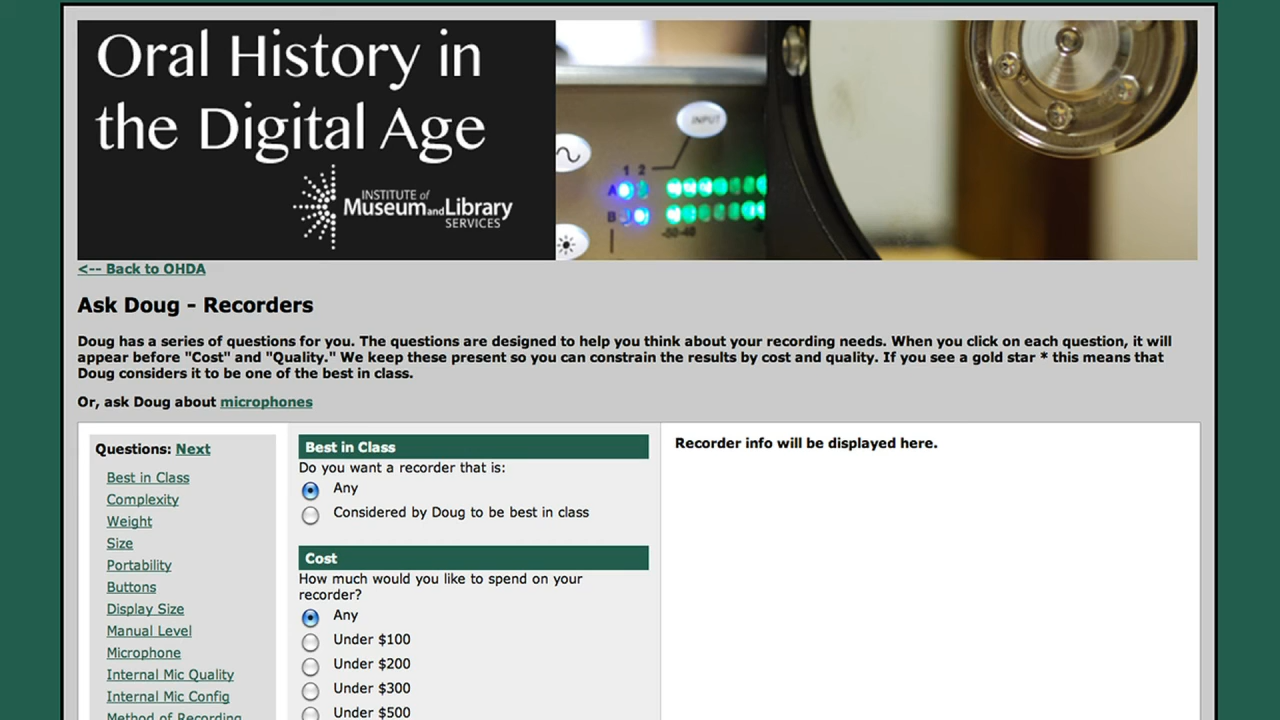 Oral History in
the Digital Age
INSTITUTE of
Museum and Library
SERVICES
INPUT
1 2
A
B
-50-40
<-- Back to OHDA
Ask Doug - Recorders
Doug has a series of questions for you. The questions are designed to help you think about your recording needs. When you click on each question, it will
appear before "Cost" and "Quality." We keep these present so you can constrain the results by cost and quality. If you see a gold star * this means that
Doug considers it to be one of the best in class.
Or, ask Doug about microphones
Questions: Next
Best in Class
Complexity
Weight
Size
Portability
Buttons
Display Size
Manual Level
Microphone
Internal Mic Quality
Internal Mic Config
Method of Recording
Best in Class
Do you want a recorder that is:
Any
Considered by Doug to be best in class
Cost
How much would you like to spend on your
recorder?
Any
Under $100
Under $200
Under $300
Under $500
Recorder info will be displayed here.